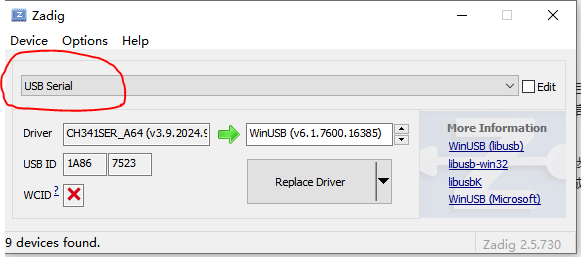 Zadig
Device Options Help
USB Serial Edit
Driver CH341SER_A64 (v3.9.2024.9 WinUSB (v6.1.7600.16385)
More Information
WinUSB (libusb)
USB ID 1A86 7523
libusb-win32
WCID ?
Replace Driver
libusbK
WinUSB (Microsoft)
9 devices found.
Zadig 2.5.730